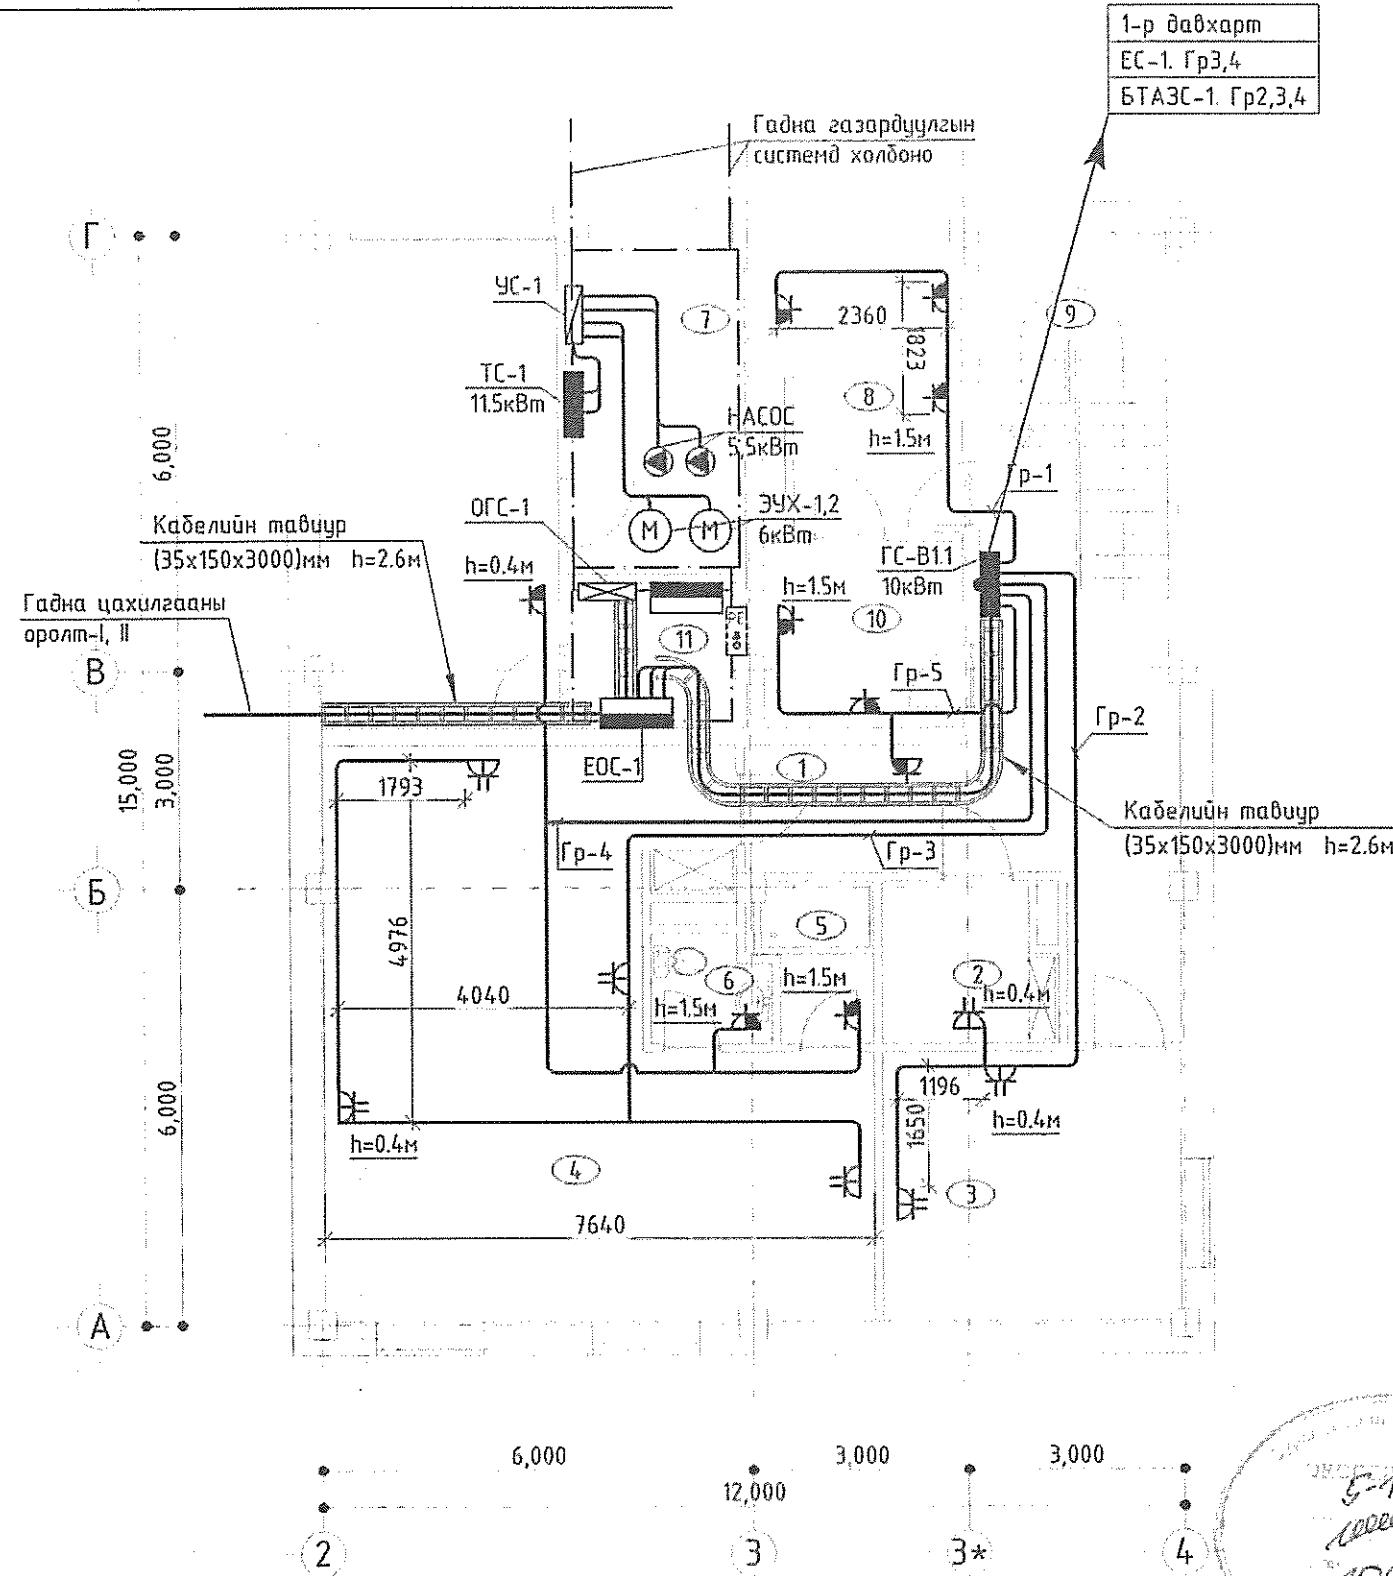 1-р давхарт
ЕС-1. Гр3,4
БТАЗС-1. Гр2,3,4
Гадна газардуулгын
системд холбоно
Г
УС-1
7
9
2360
1823
ТС-1
11.5кВт
8
НАСОС
5,5кВт
h=1.5м
6,000
Гр-1
ОГС-1
ЭУХ-1,2
6кВт
М
М
Кабелийн тавиур
(35х150х3000)мм h=2.6м
h=0.4м
ГС-В1.1
10кВт
h=1.5м
10
Гадна цахилгааны
оролт-I, II
11
В
Гр-5
Гр-2
15,000
3,000
ЕОС-1
1
1793
Кабелийн тавиур
(35х150х3000)мм h=2.6м
Гр-4
Гр-3
Б
5
4976
6
h=1.5м
2
h=0.4м
4040
h=1.5м
6,000
1196
1650
h=0.4м
h=0.4м
4
3
7640
А
6,000
3,000
3,000
12,000
2
3
3*
4